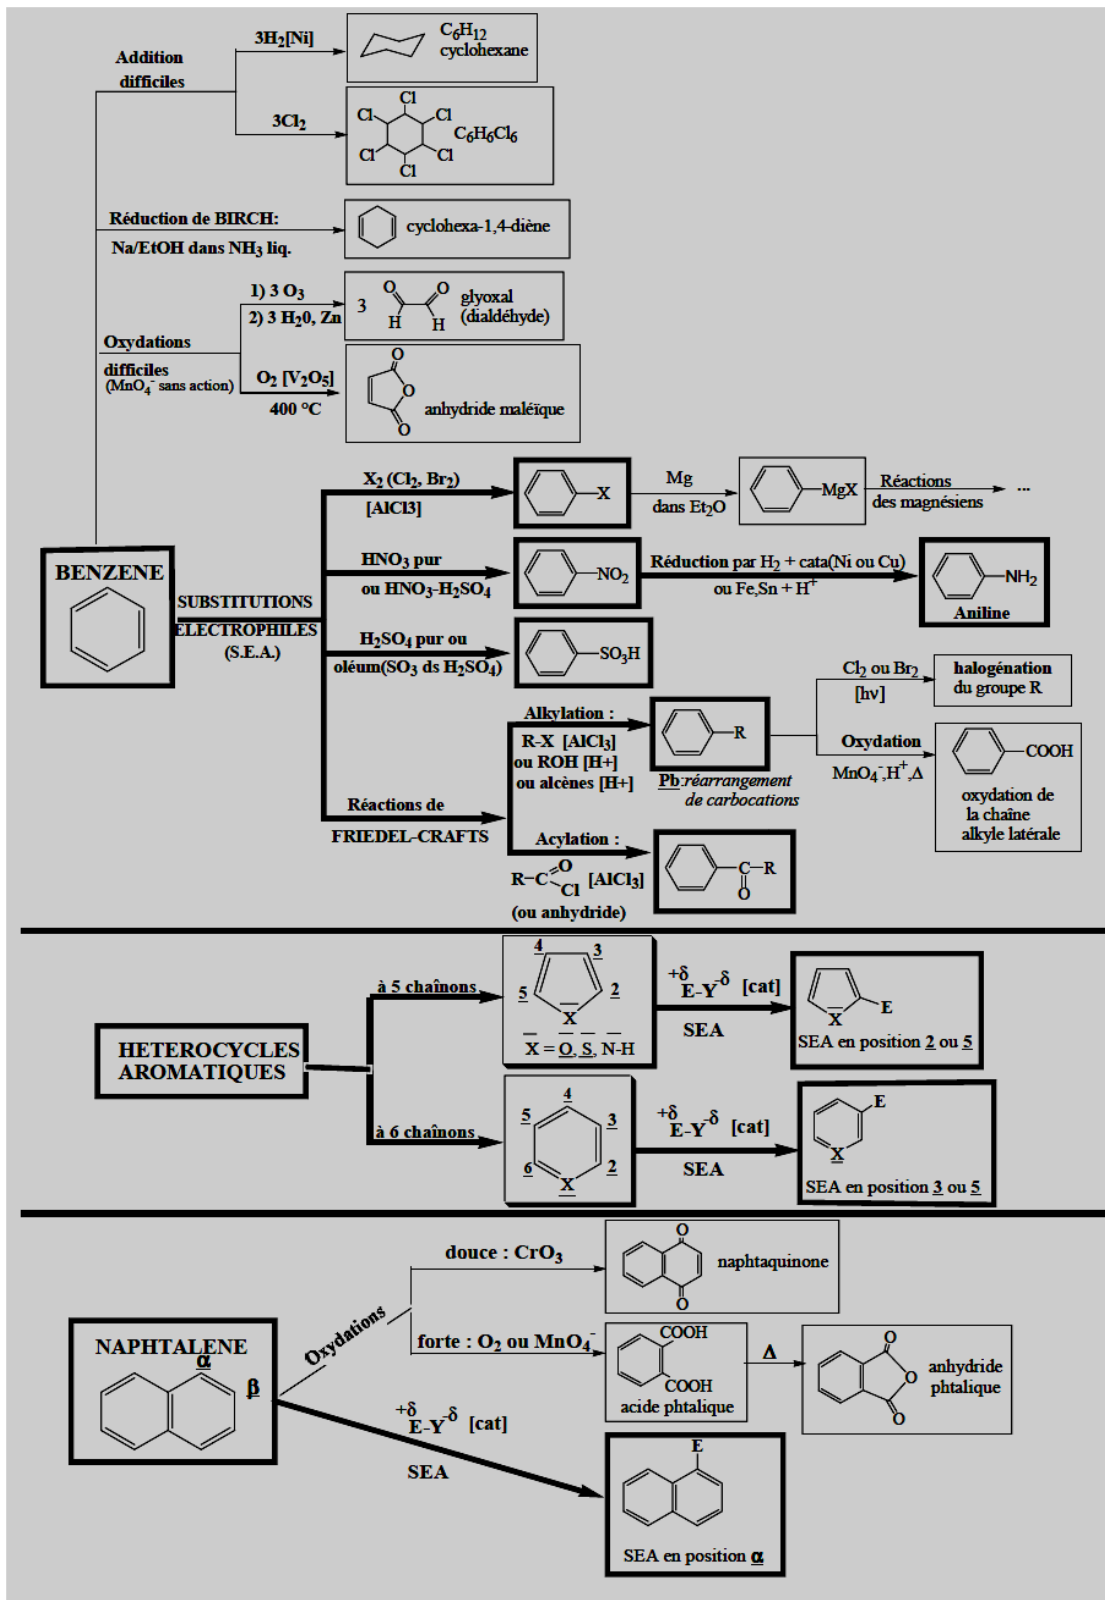 Addition
difficiles
3H2[Ni]
C6H12
cyclohexane
3Cl2
Cl
Cl
Cl
Cl
Cl
Cl
C6H6Cl6
Réduction de BIRCH:
Na/EtOH dans NH3 liq.
cyclohexa-1,4-diène
Oxydations
difficiles
(MnO4- sans action)
1) 3 O3
2) 3 H20, Zn
3
O
O
H
H
glyoxal
(dialdéhyde)
O2 [V2O5]
400 °C
O
O
O
anhydride maléïque
BENZENE
SUBSTITUTIONS
ELECTROPHILES
(S.E.A.)
X2 (Cl2, Br2)
[AlCl3]
X
Mg
dans Et2O
MgX
Réactions
des magnésiens
...
HNO3 pur
ou HNO3-H2SO4
NO2
Réduction par H2 + cata(Ni ou Cu)
ou Fe,Sn + H+
NH2
Aniline
H2SO4 pur ou
oléum(SO3 ds H2SO4)
SO3H
Réactions de
FRIEDEL-CRAFTS
Alkylation :
R-X [AlCl3]
ou ROH [H+]
ou alcènes [H+]
R
Pb:réarrangement
de carbocations
Cl2 ou Br2
[hν]
halogénation
du groupe R
Oxydation
MnO4-,H+,Δ
COOH
oxydation de
la chaîne
alkyle latérale
Acylation :
R-C
O
Cl
[AlCl3]
(ou anhydride)
C-R
O
HETEROCYCLES
AROMATIQUES
à 5 chaînons
4
3
5
2
X
X = O, S, N-H
+δ E-Y-δ [cat]
SEA
X
E
SEA en position 2 ou 5
à 6 chaînons
4
5
3
6
2
X
+δ E-Y-δ [cat]
SEA
E
X
SEA en position 3 ou 5
NAPHTALENE
α
β
Oxydations
douce : CrO3
O
O
naphtaquinone
forte : O2 ou MnO4-
COOH
COOH
acide phtalique
Δ
O
O
O
anhydride
phtalique
+δ E-Y-δ [cat]
SEA
E
SEA en position α